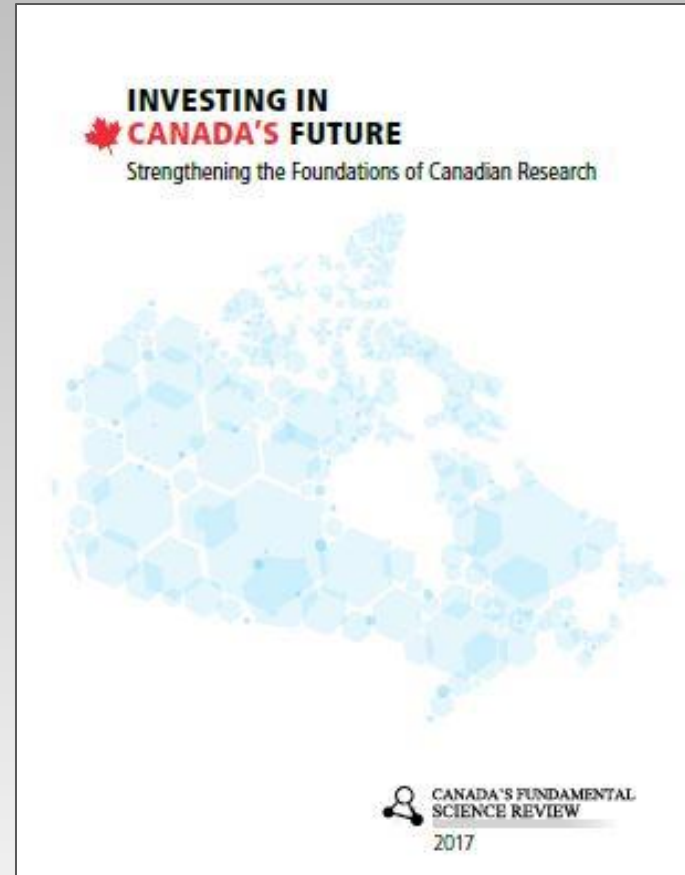 INVESTING IN
CANADA'S FUTURE
Strengthening the Foundations of Canadian Research
CANADA'S FUNDAMENTAL
SCIENCE REVIEW
2017